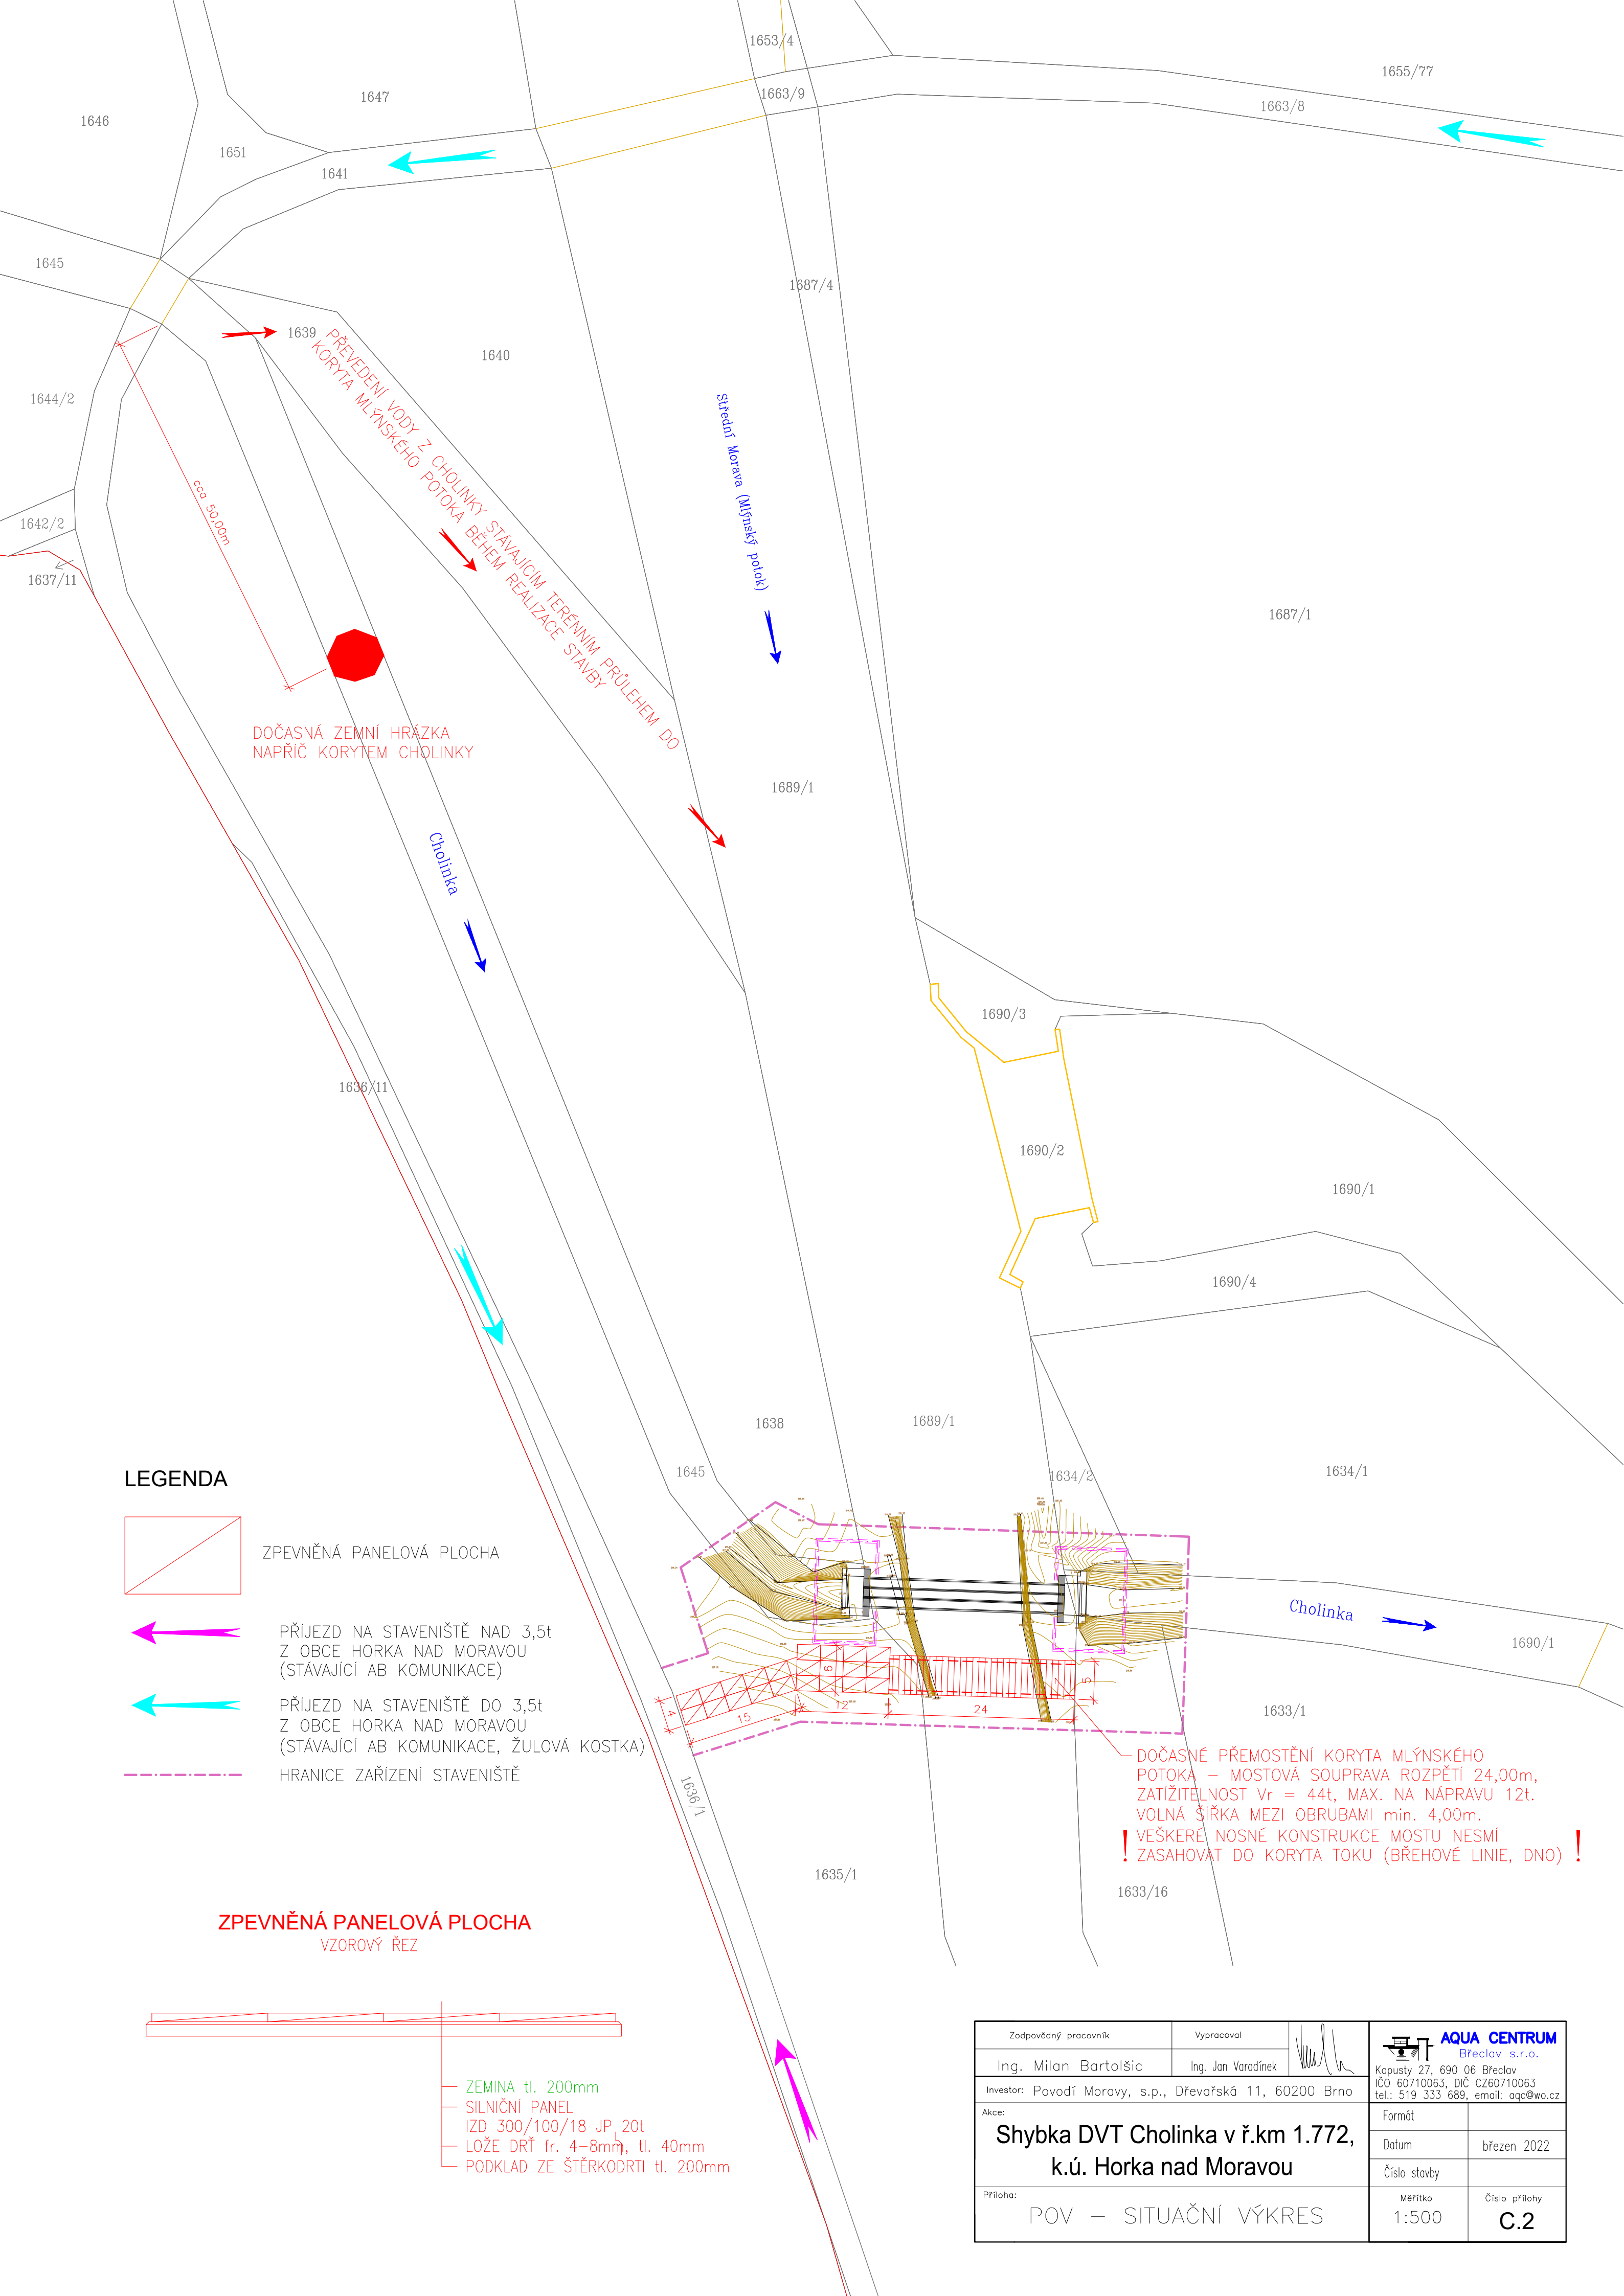 1653/4
1655/77
1647
1663/9
1663/8
1646
1651
1641
1645
1639
1640
1687/4
1644/2
PŘEVEDENÍ VODY Z CHOLINKY STÁVAJÍCÍM TERÉNNÍM PRŮLEHEM DO
KORYTA MLÝNSKÉHO POTOKA BĚHEM REALIZACE STAVBY
Střední Morava (Mlýnský potok)
cca 50,00m
1642/2
1637/11
1687/1
DOČASNÁ ZEMNÍ HRÁZKA
NAPŘÍČ KORYTEM CHOLINKY
1689/1
Cholinka
1690/3
1636/11
1690/2
1690/1
1690/4
1638
1689/1
1645
1634/2
1634/1
LEGENDA
ZPEVNĚNÁ PANELOVÁ PLOCHA
PŘÍJEZD NA STAVENIŠTĚ NAD 3,5t
Z OBCE HORKA NAD MORAVOU
(STÁVAJÍCÍ AB KOMUNIKACE)
PŘÍJEZD NA STAVENIŠTĚ DO 3,5t
Z OBCE HORKA NAD MORAVOU
(STÁVAJÍCÍ AB KOMUNIKACE, ŽULOVÁ KOSTKA)
HRANICE ZAŘÍZENÍ STAVENIŠTĚ
Cholinka
1690/1
6
5
4
15
12
24
1633/1
DOČASNÉ PŘEMOSTĚNÍ KORYTA MLÝNSKÉHO
POTOKA – MOSTOVÁ SOUPRAVA ROZPĚTÍ 24,00m,
ZATÍŽITELNOST Vr = 44t, MAX. NA NÁPRAVU 12t.
VOLNÁ ŠÍŘKA MEZI OBRUBAMI min. 4,00m.
! VEŠKERÉ NOSNÉ KONSTRUKCE MOSTU NESMÍ
ZASAHOVAT DO KORYTA TOKU (BŘEHOVÉ LINIE, DNO) !
1636/1
1635/1
1633/16
ZPEVNĚNÁ PANELOVÁ PLOCHA
VZOROVÝ ŘEZ
ZEMINA tl. 200mm
SILNIČNÍ PANEL
IZD 300/100/18 JP 20t
LOŽE DRŤ fr. 4-8mm, tl. 40mm
PODKLAD ZE ŠTĚRKODRTI tl. 200mm
Zodpovědný pracovník
Vypracoval
Ing. Milan Bartolšic
Ing. Jan Varadínek
Investor: Povodí Moravy, s.p., Dřevařská 11, 60200 Brno
Akce:
Shybka DVT Cholinka v ř.km 1.772,
k.ú. Horka nad Moravou
Příloha:
POV – SITUAČNÍ VÝKRES
AQUA CENTRUM
Břeclav s.r.o.
Kapusty 27, 690 06 Břeclav
IČO 60710063, DIČ CZ60710063
tel.: 519 333 689, email: aqc@wo.cz
Formát
Datum
březen 2022
Číslo stavby
Měřítko
1:500
Číslo přílohy
C.2